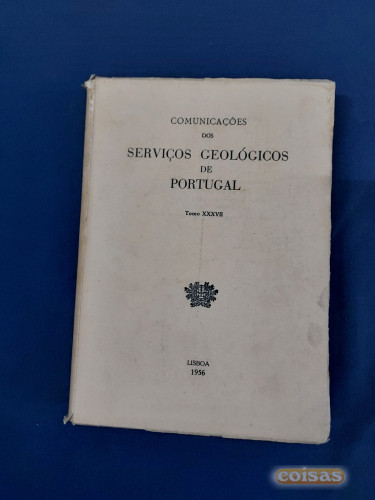 COMUNICAÇÕES
DOS
SERVIÇOS GEOLÓGICOS
DE
PORTUGAL
Tomo XXXVII
LISBOA
1956
coisas